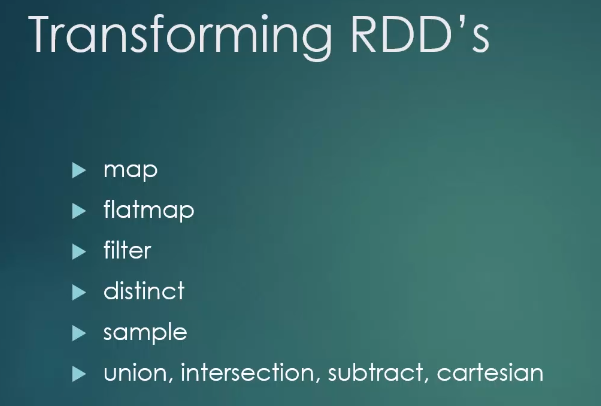 Transforming RDD's
map
flatmap
filter
distinct
sample
union, intersection, subtract, cartesian